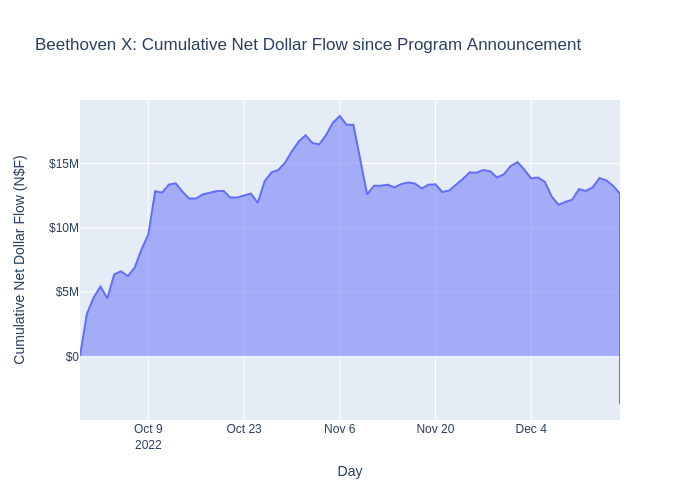 Beethoven X: Cumulative Net Dollar Flow since Program Announcement
Cumulative Net Dollar Flow (N$F)
$15M
$10M
$5M
$0
Oct 9
2022
Oct 23
Nov 6
Nov 20
Dec 4
Day